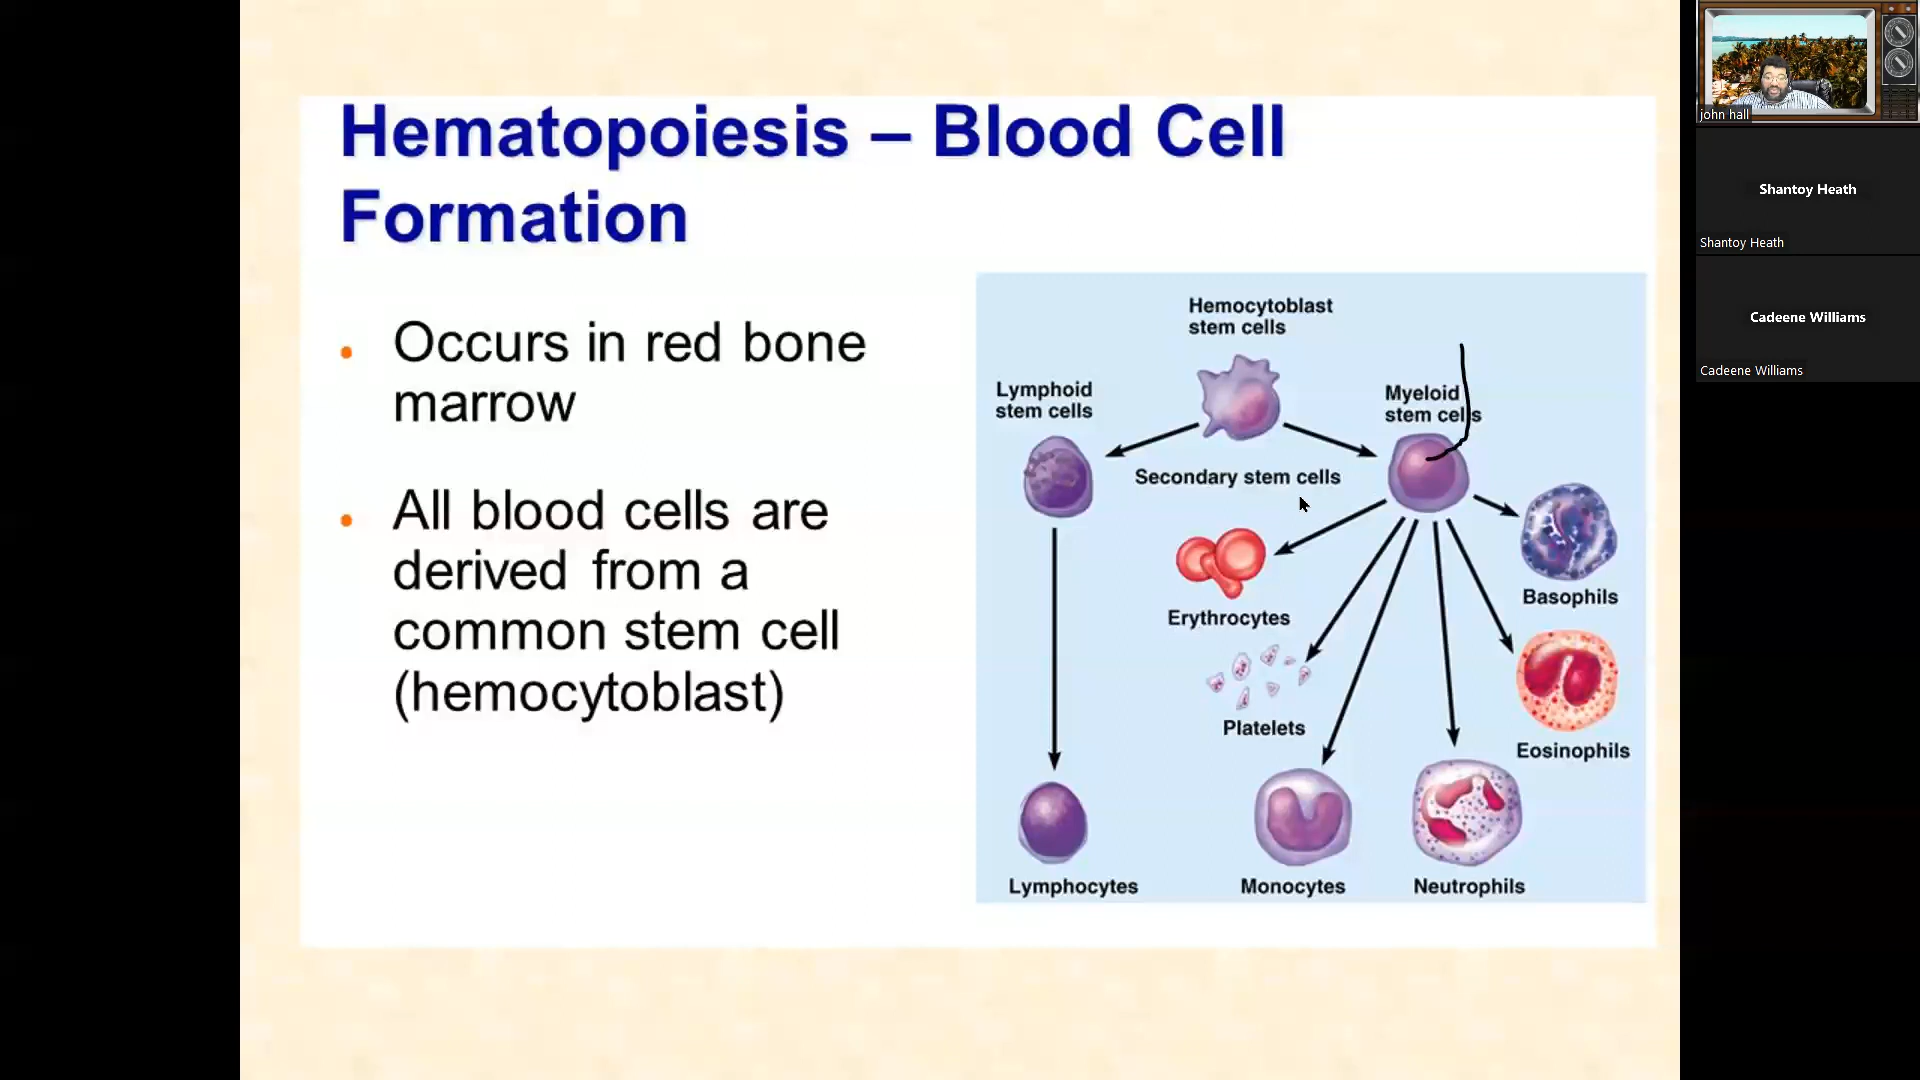 Hematopoiesis – Blood Cell
Formation
• Occurs in red bone
marrow
• All blood cells are
derived from a
common stem cell
(hemocytoblast)
Hemocytoblast
stem cells
Lymphoid
stem cells
Myeloid
stem cells
Secondary stem cells
Erythrocytes
Platelets
Basophils
Eosinophils
Lymphocytes
Monocytes
Neutrophils
john hall
Shantoy Heath
Shantoy Heath
Cadeene Williams
Cadeene Williams